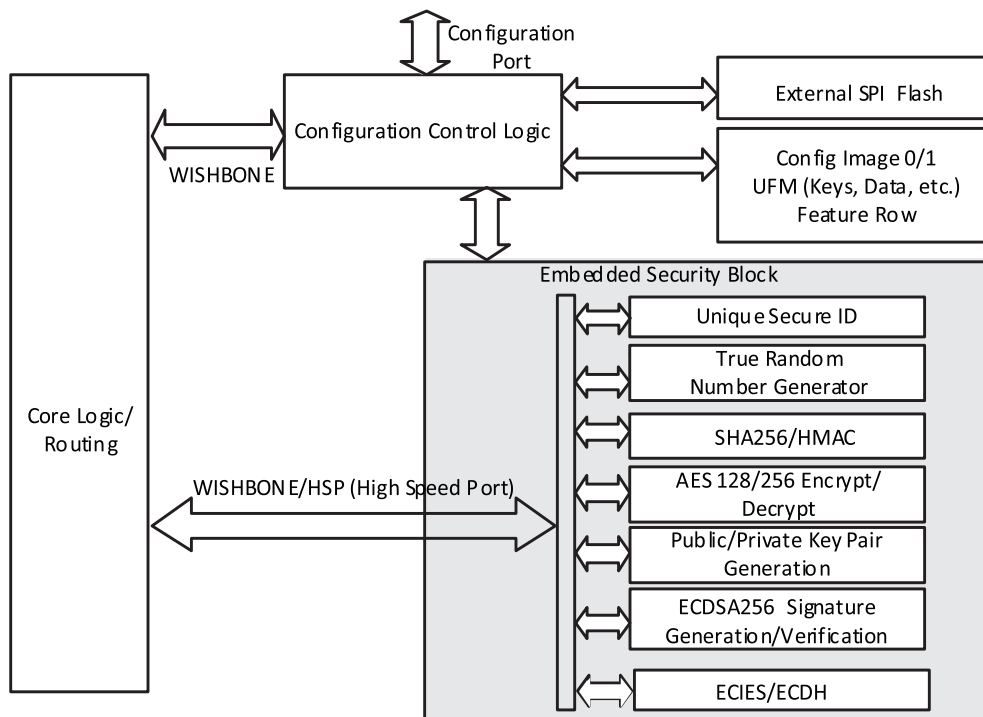 Configuration
Port
External SPI Flash
Configuration Control Logic
WISHBONE
Config Image 0/1
UFM (Keys, Data, etc.)
Feature Row
Embedded Security Block
Unique Secure ID
True Random
Number Generator
SHA256/HMAC
Core Logic/
Routing
WISHBONE/HSP (High Speed Port)
AES 128/256 Encrypt/
Decrypt
Public/Private Key Pair
Generation
ECDSA256 Signature
Generation/Verification
ECIES/ECDH